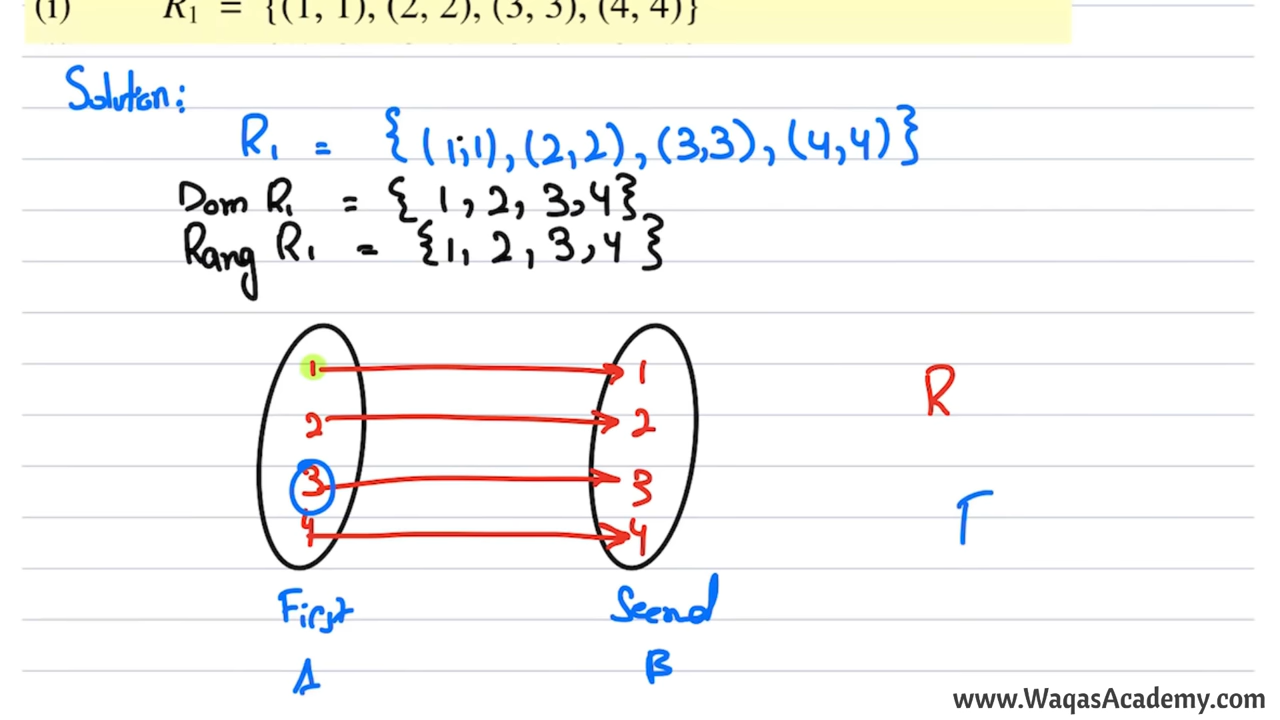 (i) R₁ = {(1, 1), (2, 2), (3, 3), (4, 4)}
Solution:
R₁ = {(1,1), (2,2), (3,3), (4,4)}
Dom R₁ = {1, 2, 3, 4}
Rang R₁ = {1, 2, 3, 4}
1 1
2 2
3 3
4 4
R
First Second
A B
www.WaqasAcademy.com